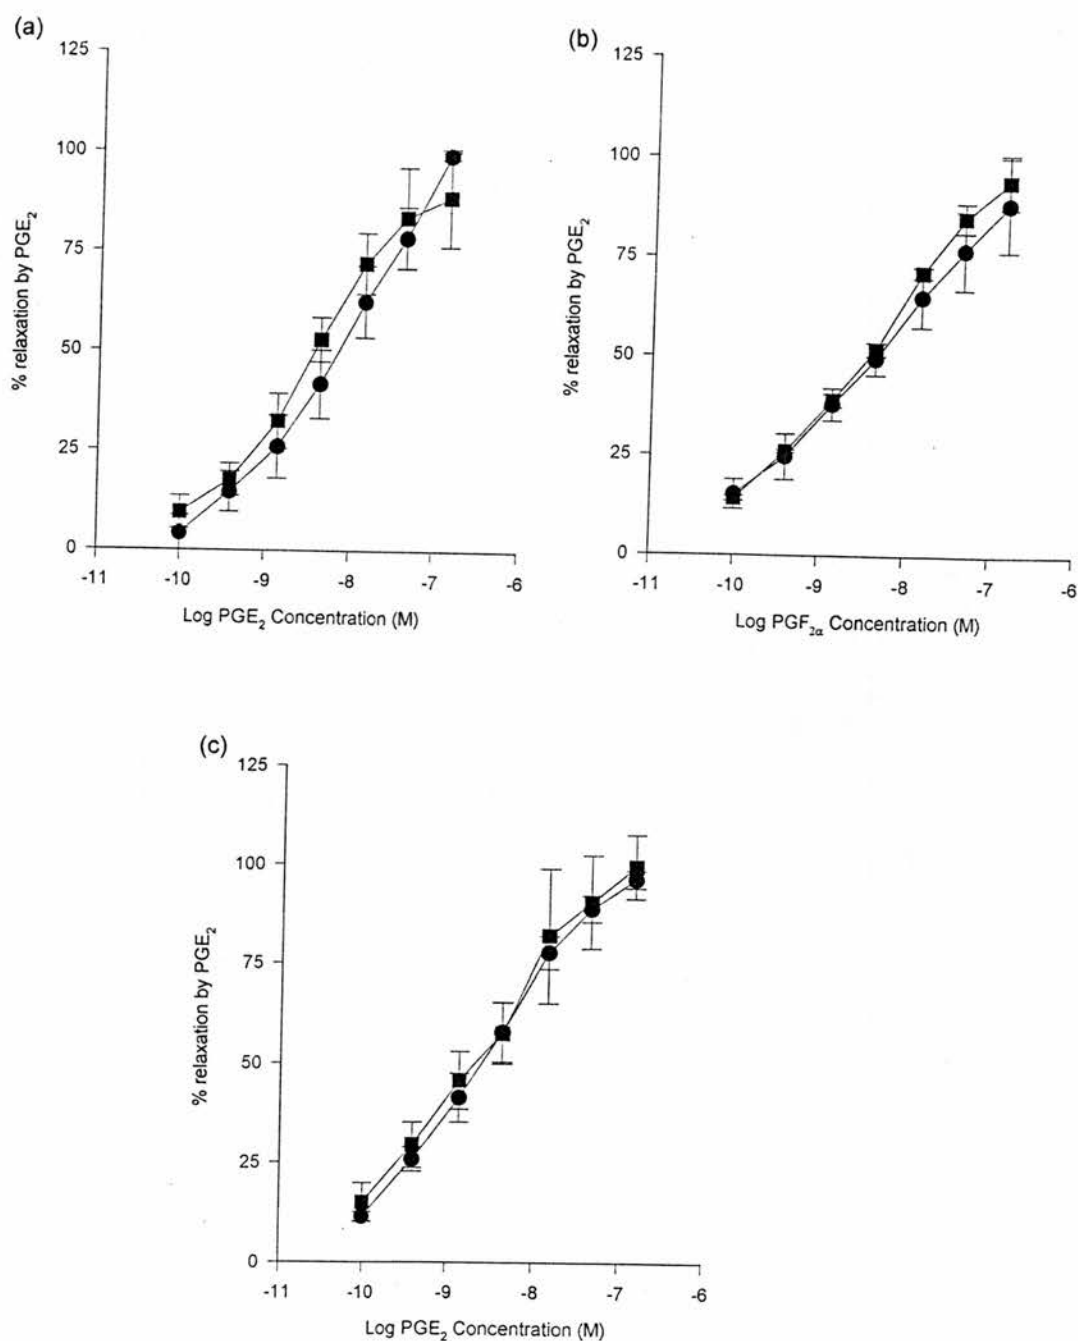 (a)
125
100
75
50
25
0
% relaxation by PGE₂
-11 -10 -9 -8 -7 -6
Log PGE₂ Concentration (M)
(b)
125
100
75
50
25
0
% relaxation by PGE₂
-11 -10 -9 -8 -7 -6
Log PGF₂α Concentration (M)
(c)
125
100
75
50
25
0
% relaxation by PGE₂
-11 -10 -9 -8 -7 -6
Log PGE₂ Concentration (M)